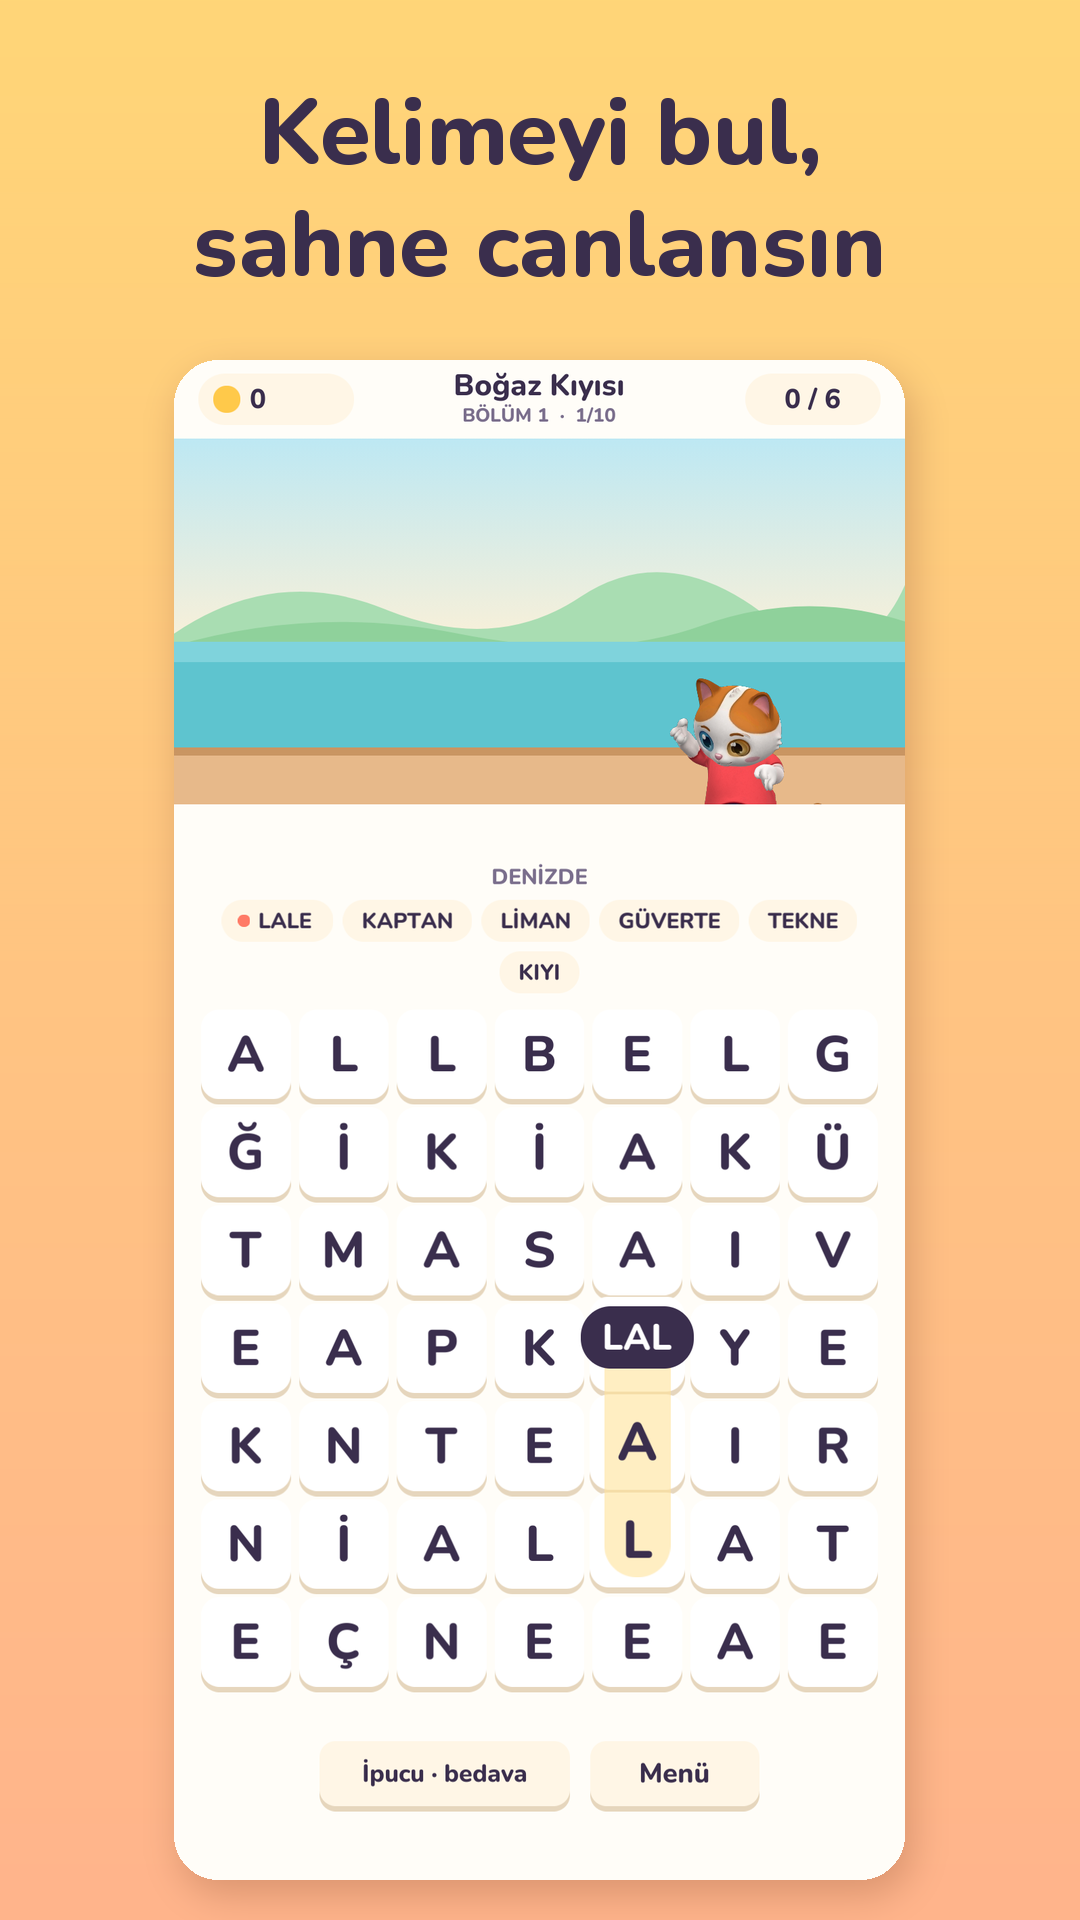 Kelimeyi bul,
sahne canlansın
0
Boğaz Kıyısı
BÖLÜM 1 · 1/10
0 / 6
DENİZDE
LALE KAPTAN LİMAN GÜVERTE TEKNE
KIYI
A L L B E L G
Ğ İ K İ A K Ü
T M A S A I V
E A P K LAL Y E
K N T E A I R
N İ A L L A T
E Ç N E E A E
İpucu · bedava Menü